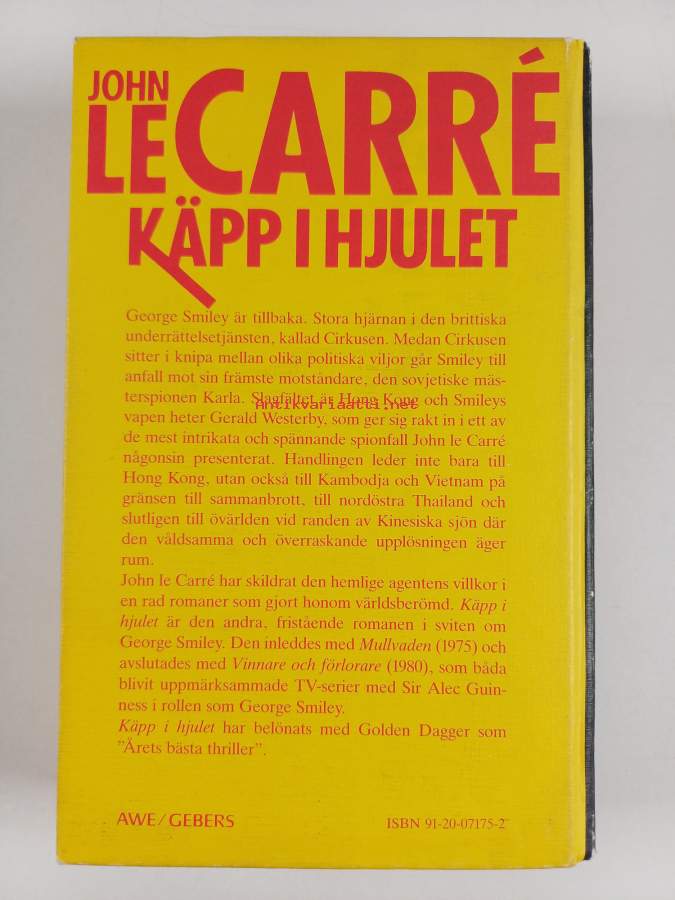 JOHN
LE CARRÉ
KÄPP I HJULET
George Smiley är tillbaka. Stora hjärnan i den brittiska
underrättelsetjänsten, kallad Cirkusen. Medan Cirkusen
sitter i knipa mellan olika politiska viljor går Smiley till
anfall mot sin främste motståndare, den sovjetiske mäs-
terspionen Karla. Slagfältet är Hong Kong och Smileys
Antikvariaatti.net
vapen heter Gerald Westerby, som ger sig rakt in i ett av
de mest intrikata och spännande spionfall John le Carré
någonsin presenterat. Handlingen leder inte bara till
Hong Kong, utan också till Kambodja och Vietnam på
gränsen till sammanbrott, till nordöstra Thailand och
slutligen till övärlden vid randen av Kinesiska sjön där
den våldsamma och överraskande upplösningen äger
rum.
John le Carré har skildrat den hemlige agentens villkor i
en rad romaner som gjort honom världsberömd. Käpp i
hjulet är den andra, fristående romanen i sviten om
George Smiley. Den inleddes med Mullvaden (1975) och
avslutades med Vinnare och förlorare (1980), som båda
blivit uppmärksammade TV-serier med Sir Alec Guin-
ness i rollen som George Smiley.
Käpp i hjulet har belönats med Golden Dagger som
"Årets bästa thriller".
AWE/GEBERS
ISBN 91-20-07175-2